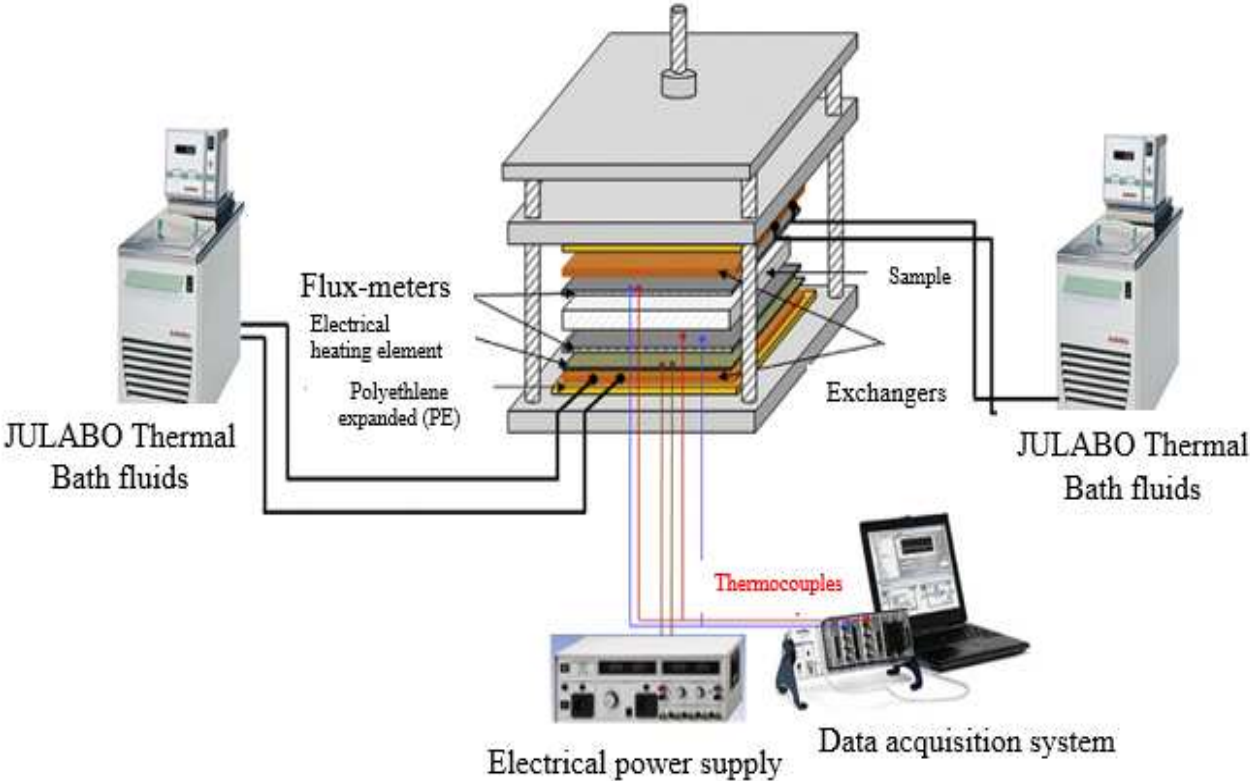 Flux-meters
Sample
Electrical
heating element
Polyethlene
expanded (PE)
Exchangers
JULABO Thermal
Bath fluids
JULABO Thermal
Bath fluids
Thermocouples
Electrical power supply
Data acquisition system